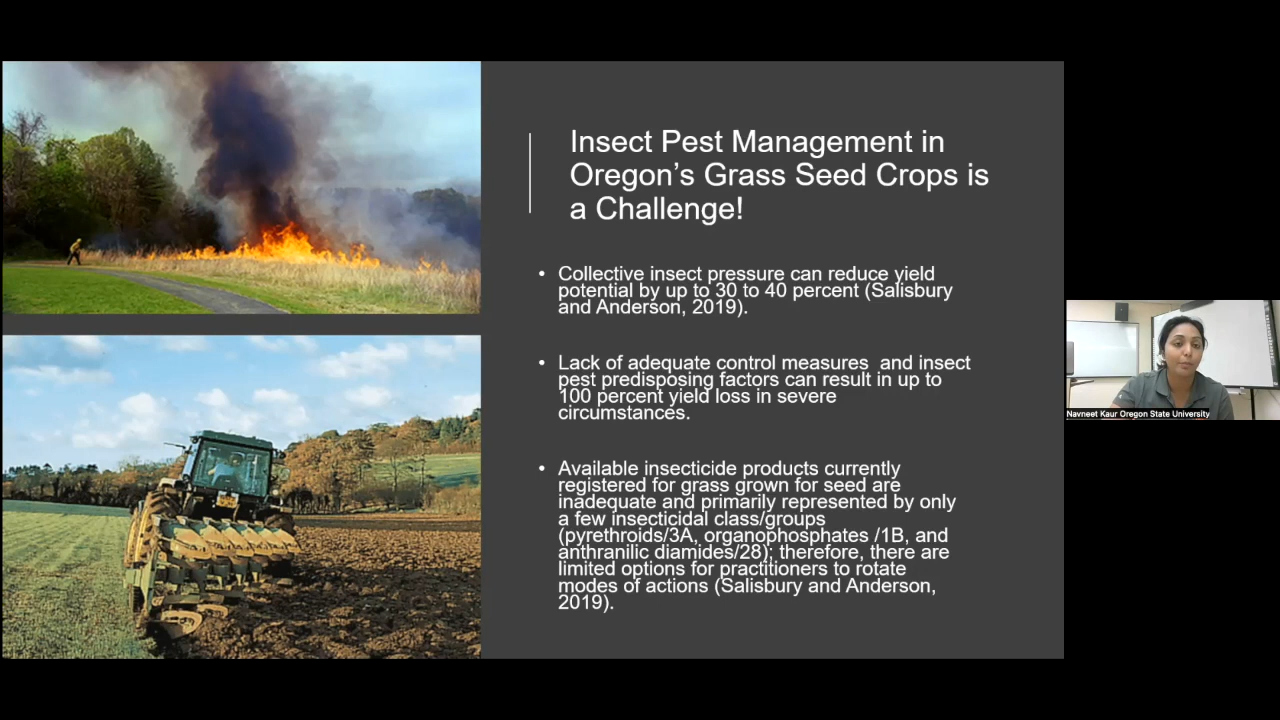 Insect Pest Management in
Oregon’s Grass Seed Crops is
a Challenge!
• Collective insect pressure can reduce yield
potential by up to 30 to 40 percent (Salisbury
and Anderson, 2019).
• Lack of adequate control measures  and insect
pest predisposing factors can result in up to
100 percent yield loss in severe
circumstances.
• Available insecticide products currently
registered for grass grown for seed are
inadequate and primarily represented by only
a few insecticidal class/groups
(pyrethroids/3A, organophosphates /1B, and
anthranilic diamides/28); therefore, there are
limited options for practitioners to rotate
modes of actions (Salisbury and Anderson,
2019).
Navneet Kaur Oregon State University